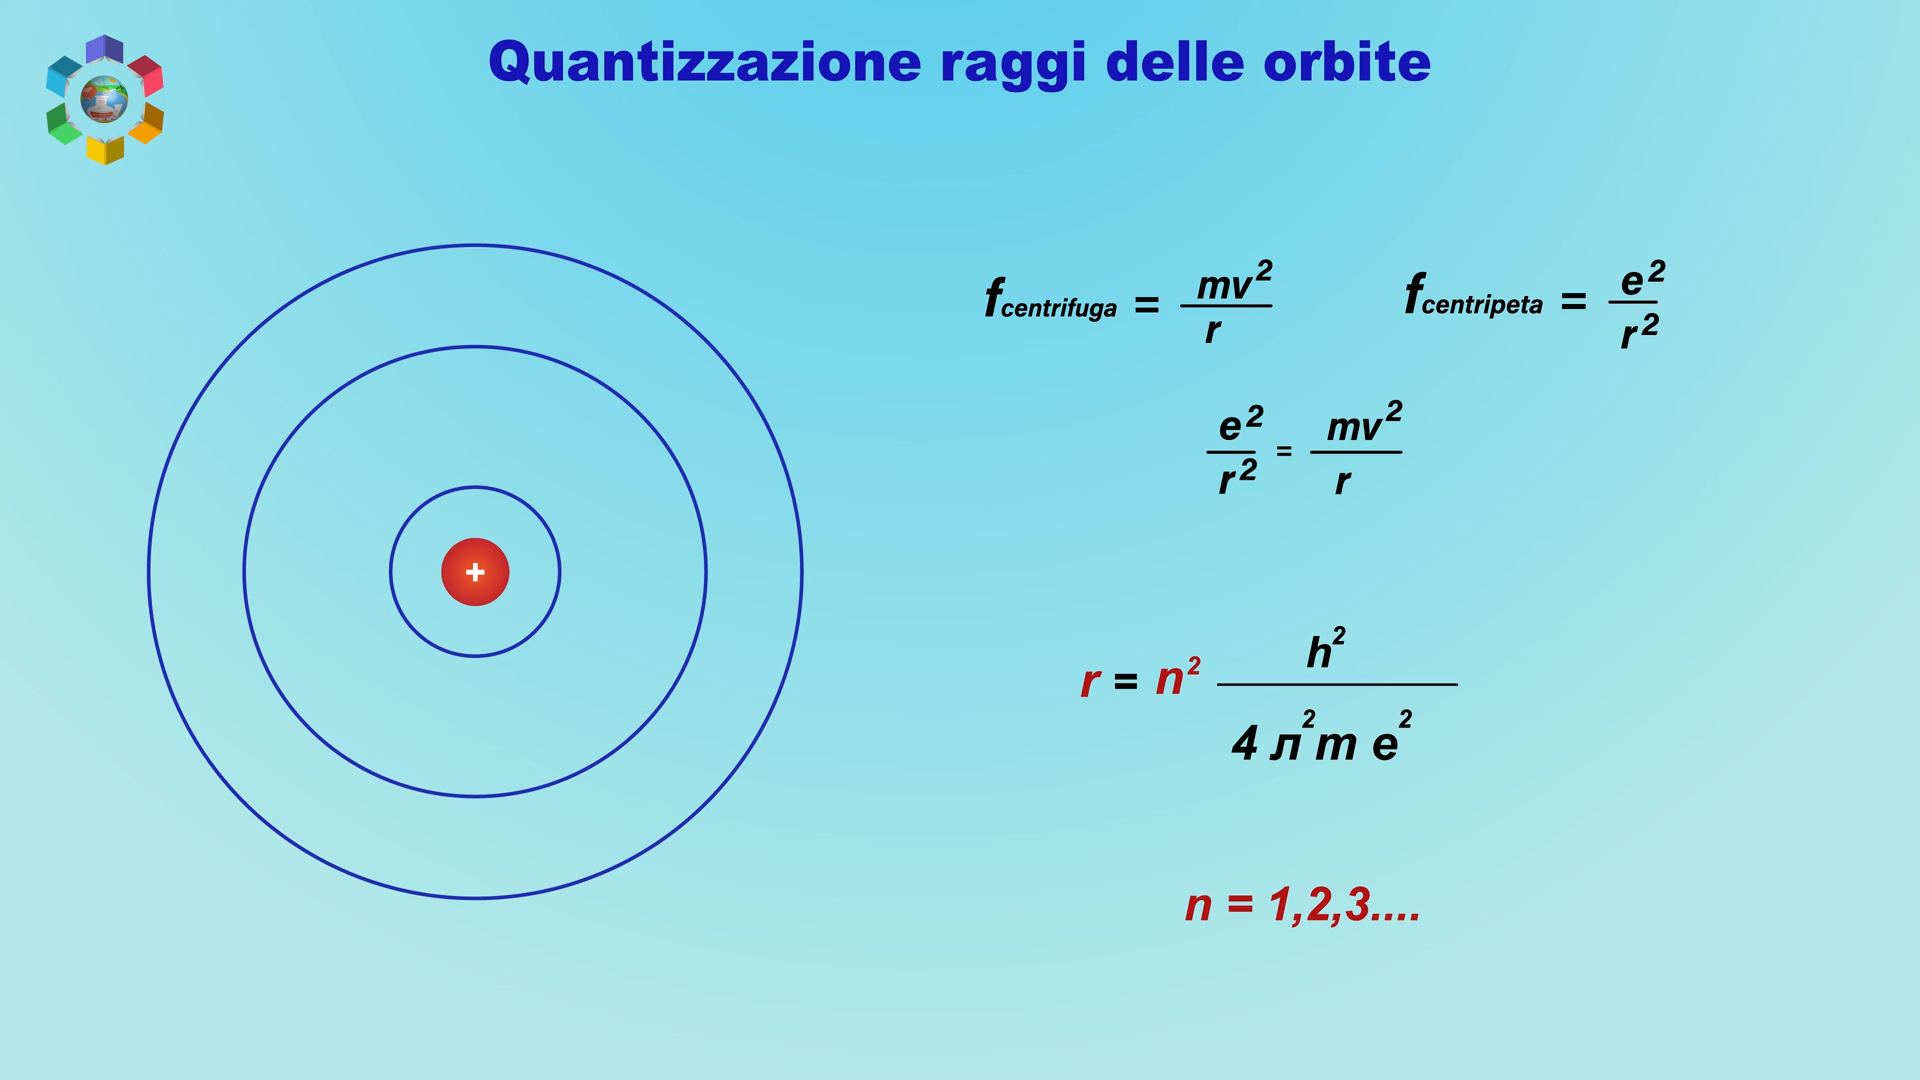 Quantizzazione raggi delle orbite
f centrifuga = mv² / r
f centripeta = e² / r²
e² / r² = mv² / r
+
r = n² h² / 4 л² m e²
n = 1,2,3....